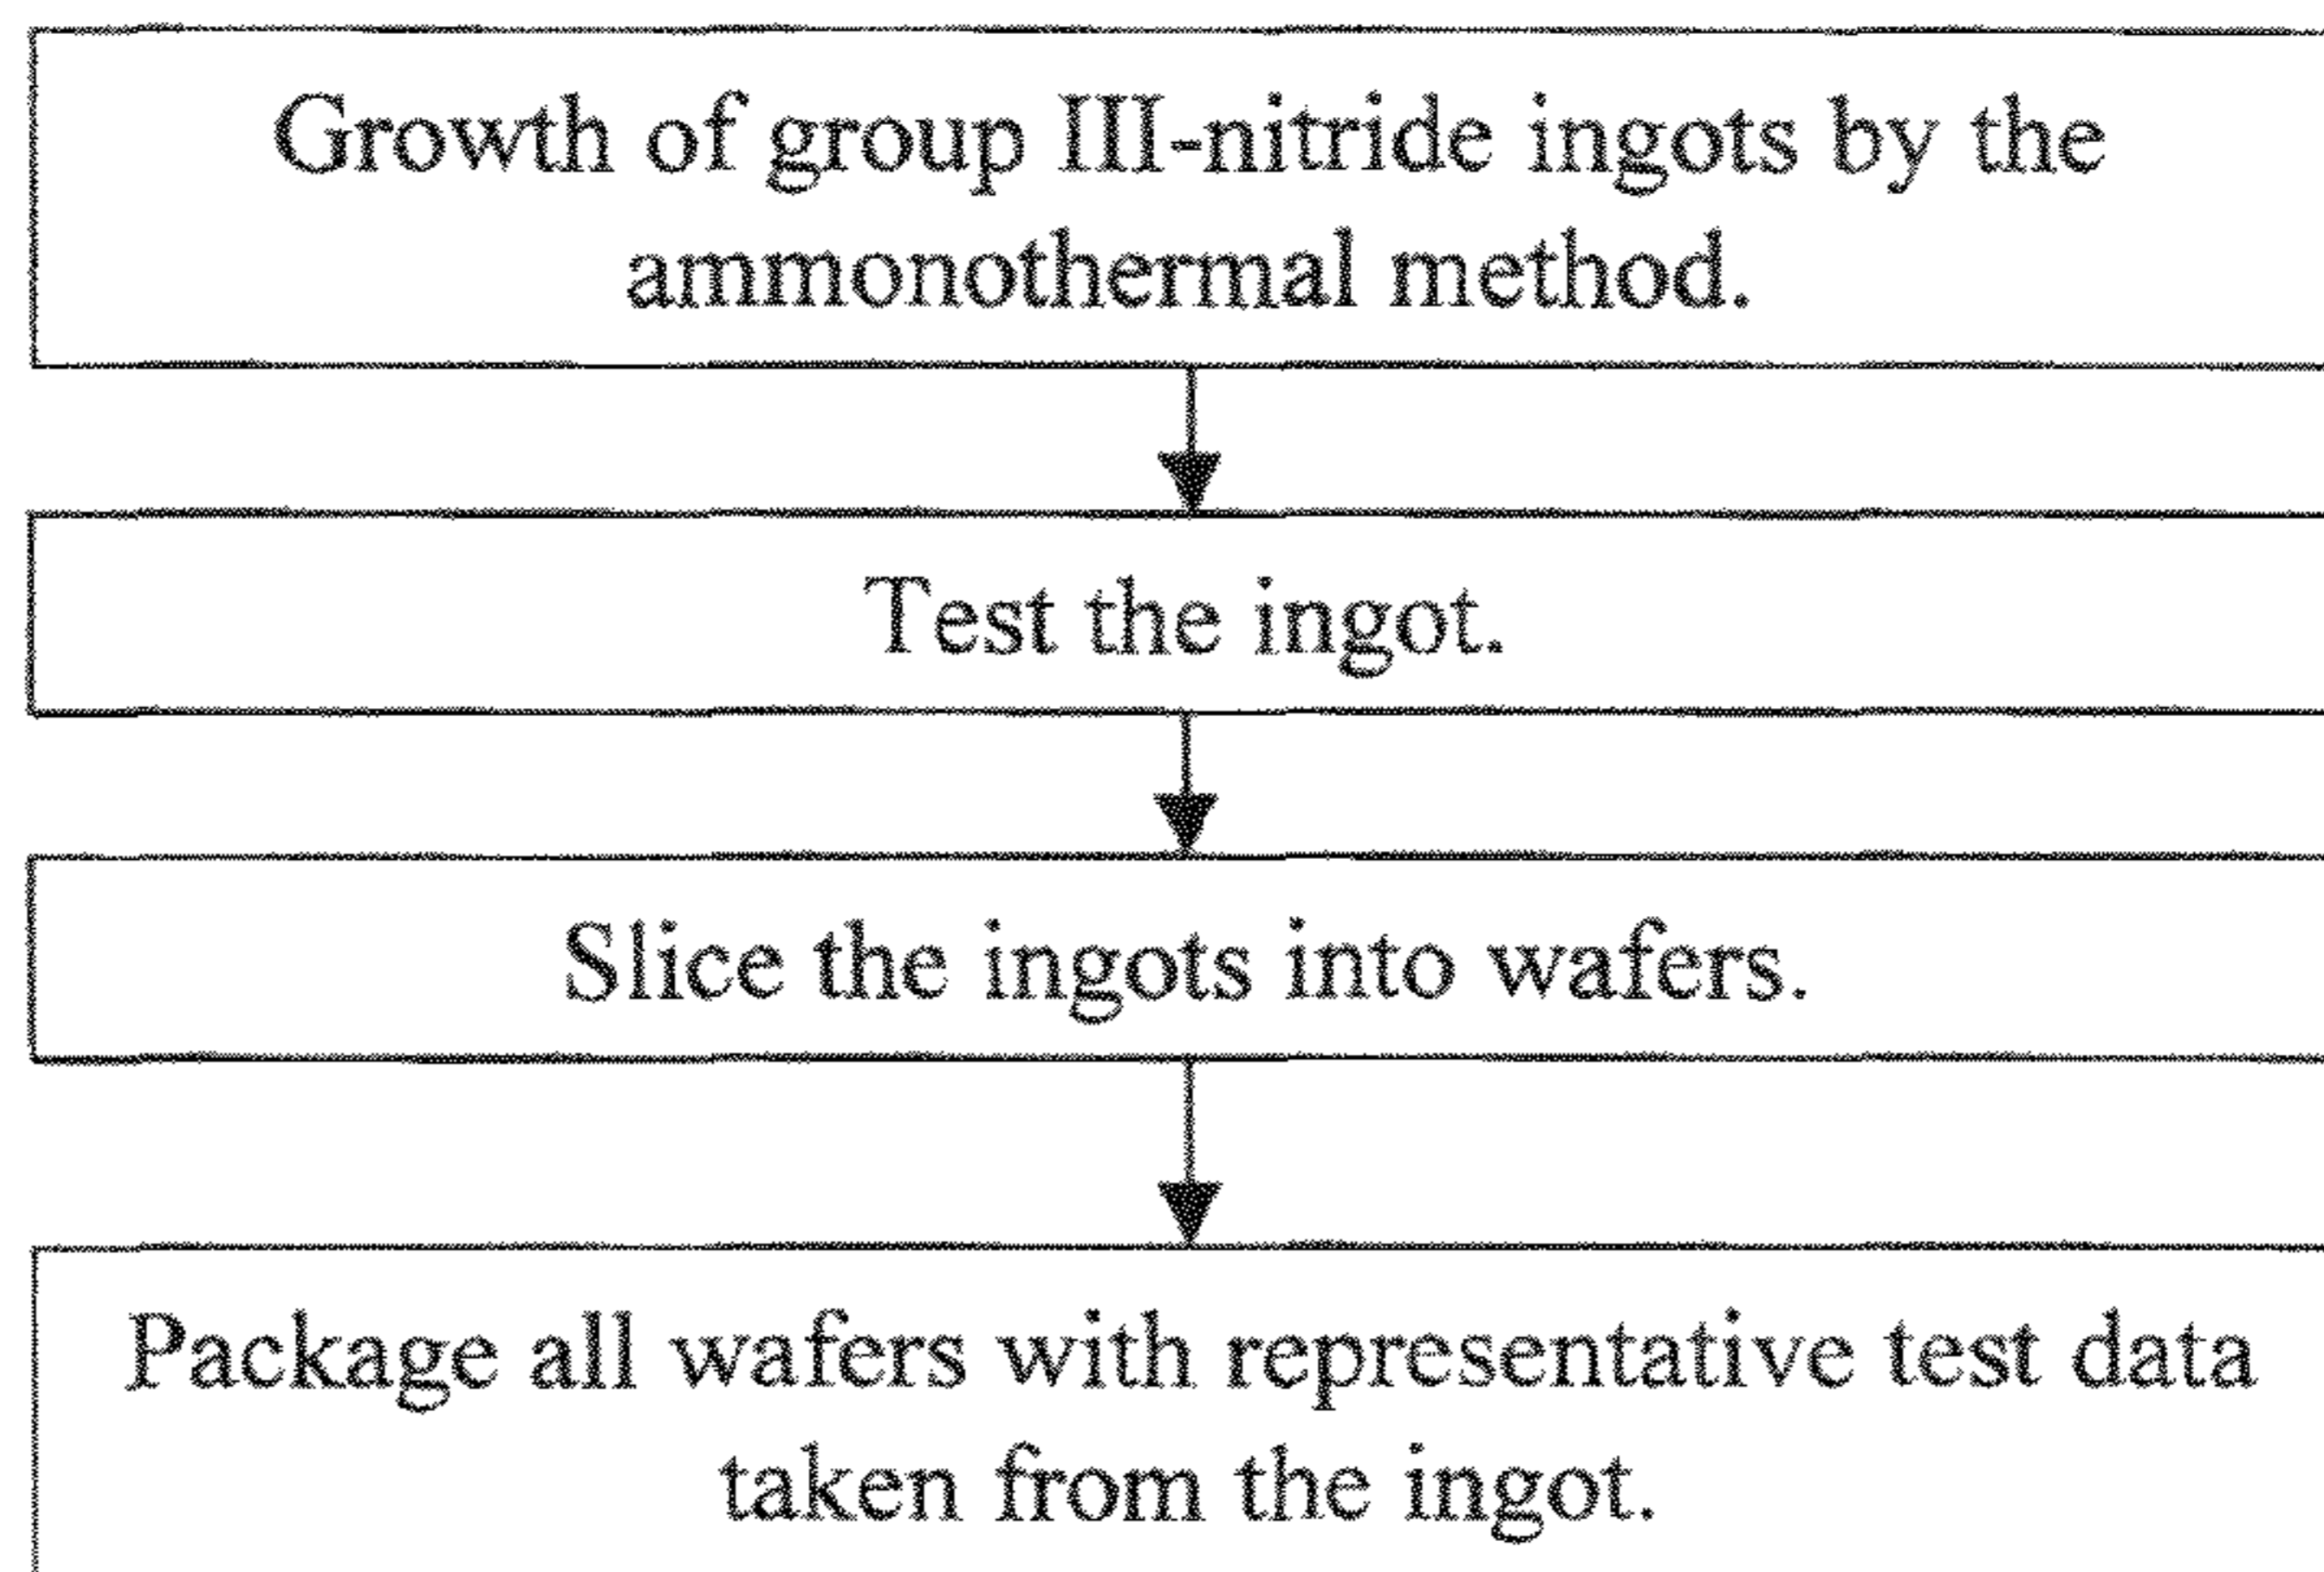 Growth of group III-nitride ingots by the
ammonothermal method.
Test the ingot.
Slice the ingots into wafers.
Package all wafers with representative test data
taken from the ingot.